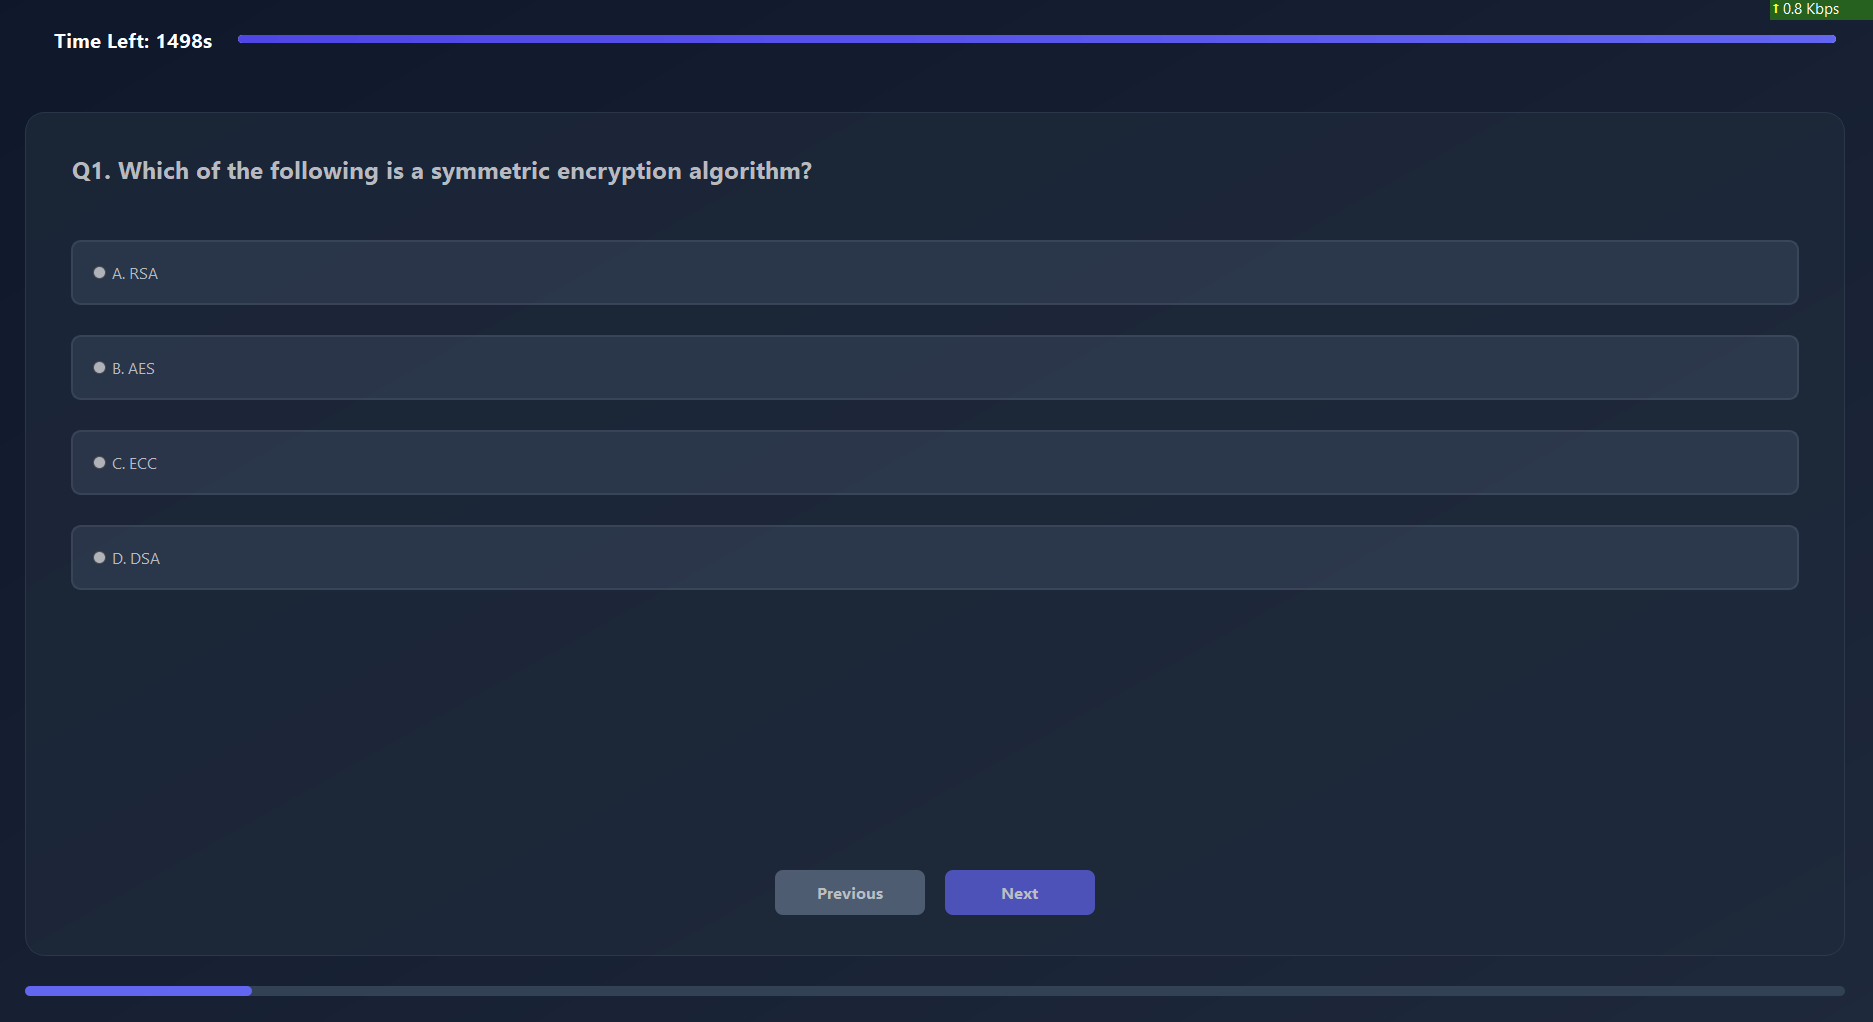 ↑ 0.8 Kbps
Time Left: 1498s
Q1. Which of the following is a symmetric encryption algorithm?
A. RSA
B. AES
C. ECC
D. DSA
Previous
Next